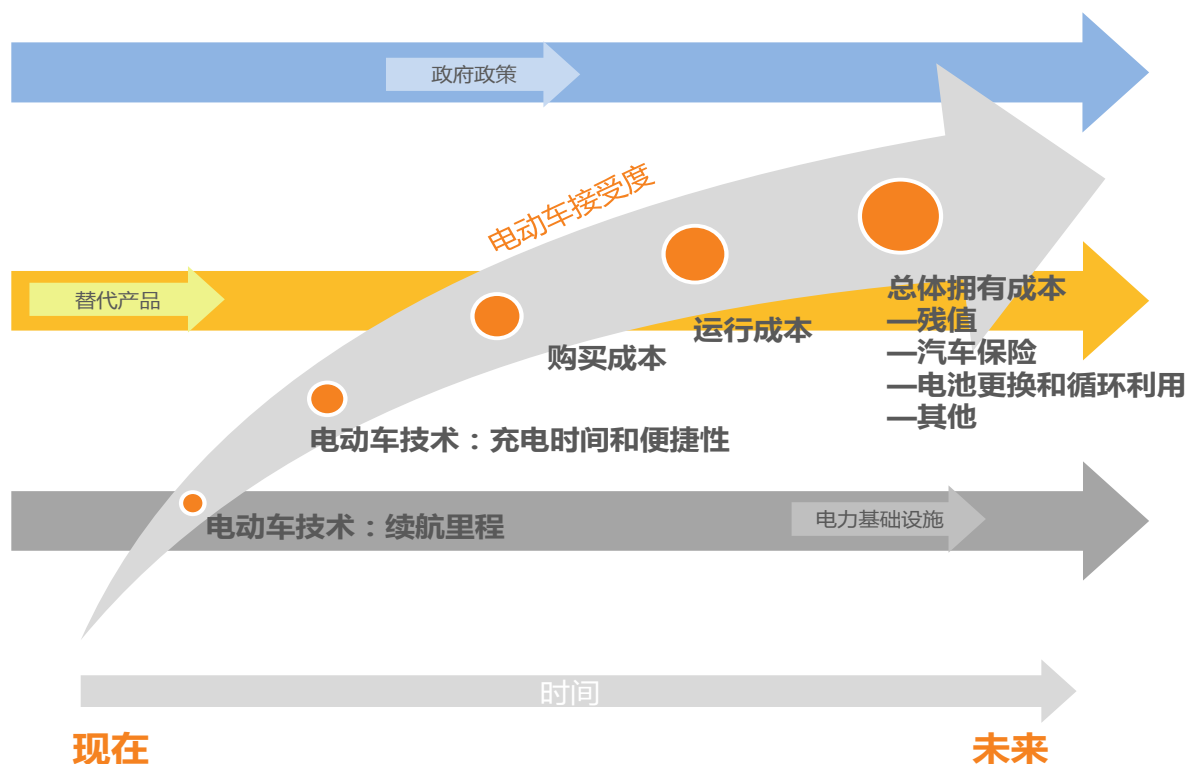 政府政策
电动车接受度
替代产品
总体拥有成本
—残值
—汽车保险
—电池更换和循环利用
—其他
运行成本
购买成本
电动车技术：充电时间和便捷性
电动车技术：续航里程
电力基础设施
时间
现在
未来